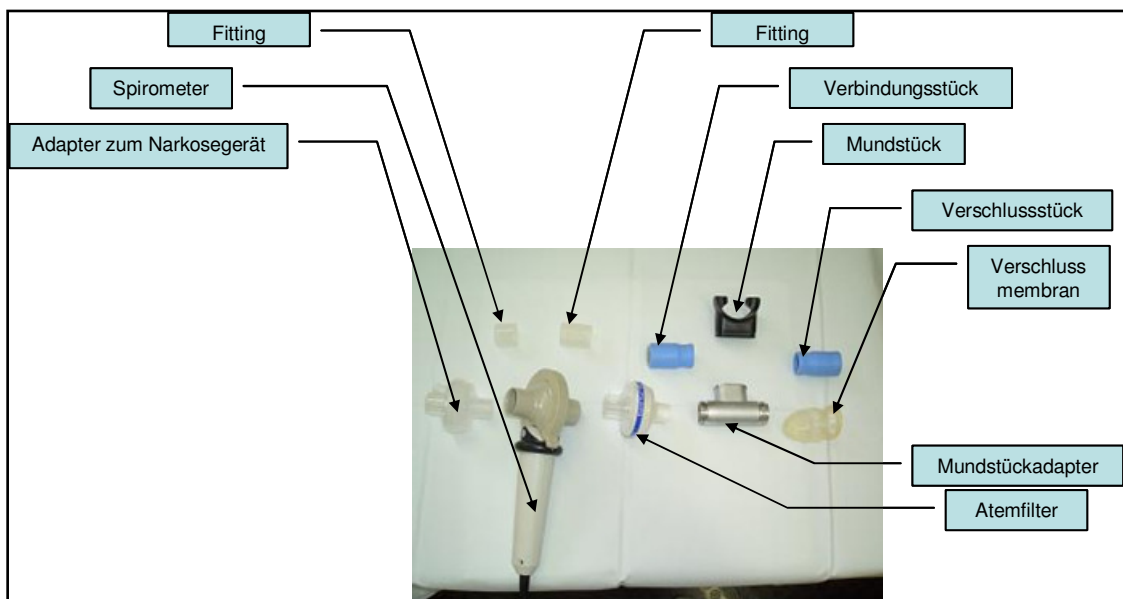 Fitting
Fitting
Spirometer
Verbindungsstück
Adapter zum Narkosegerät
Mundstück
Verschlussstück
Verschluss
membran
Mundstückadapter
Atemfilter